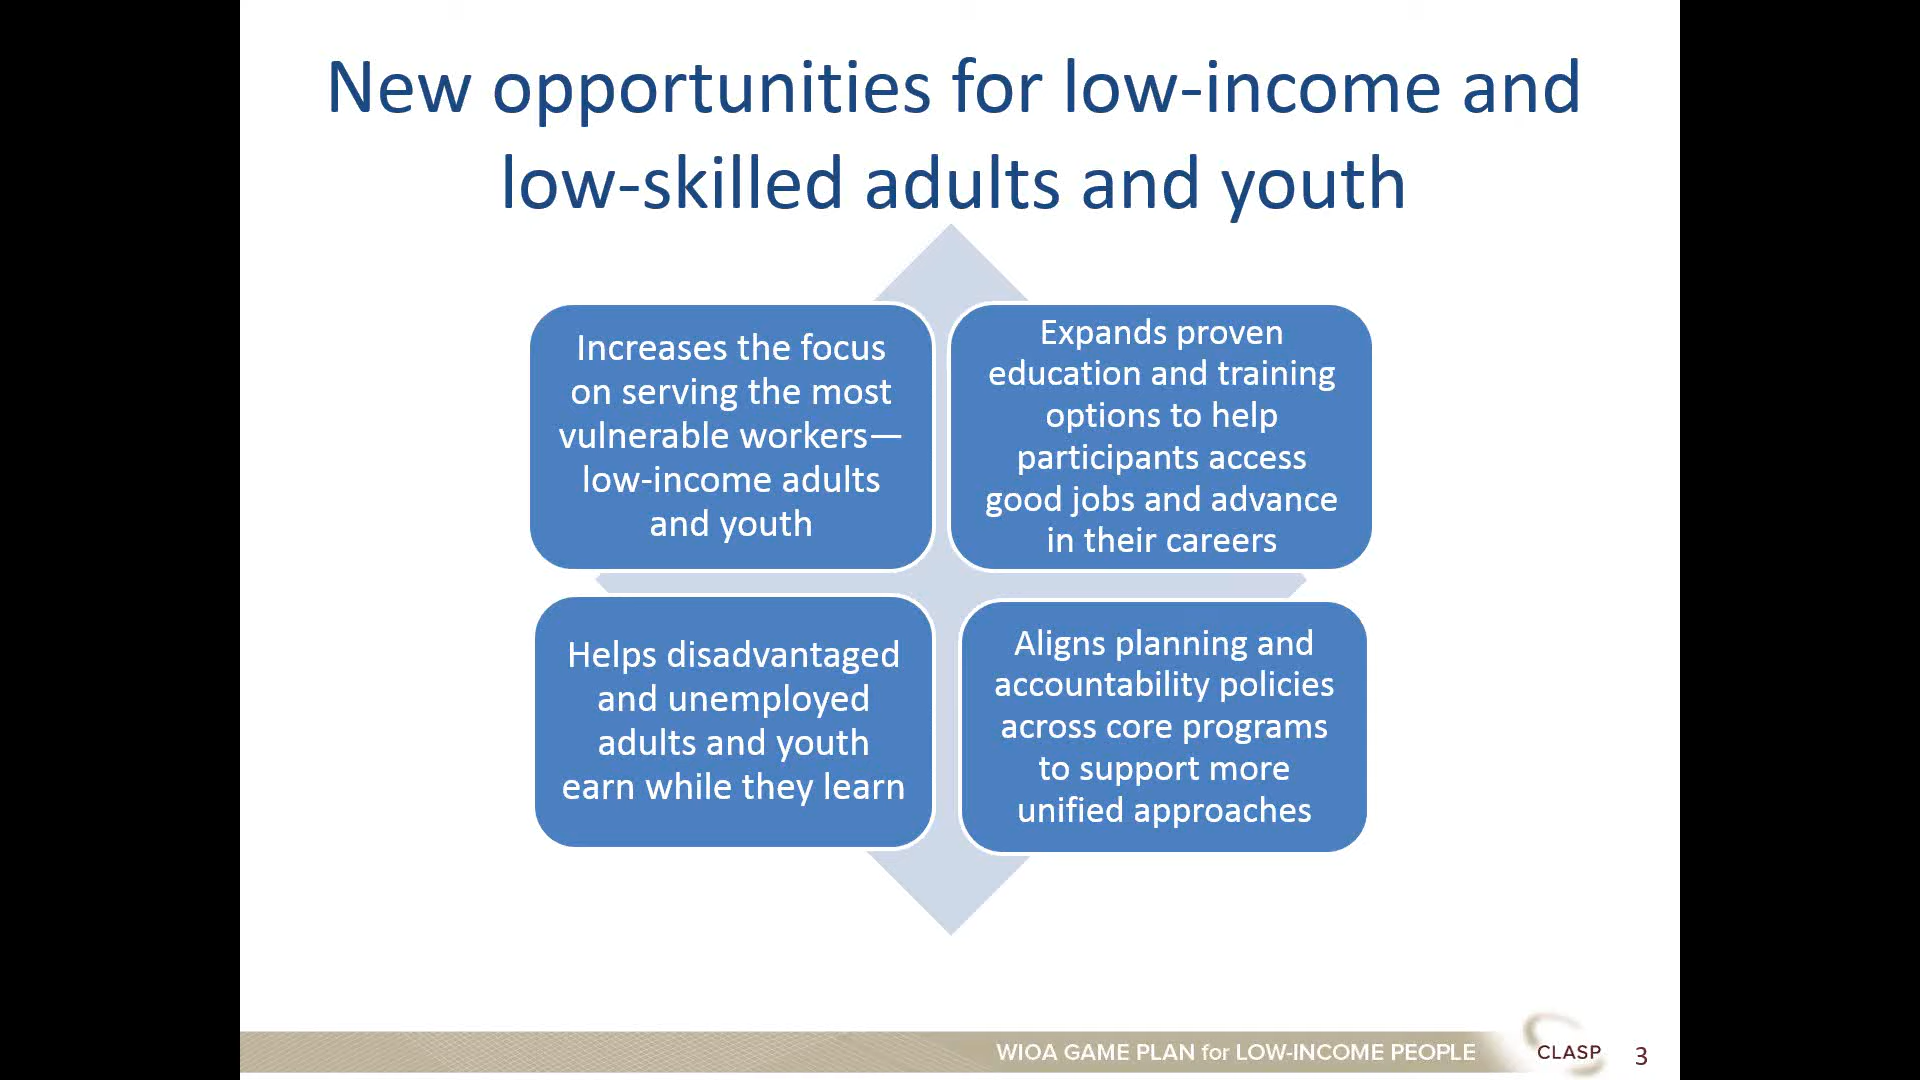 New opportunities for low-income and
low-skilled adults and youth
Increases the focus
on serving the most
vulnerable workers—
low-income adults
and youth
Expands proven
education and training
options to help
participants access
good jobs and advance
in their careers
Helps disadvantaged
and unemployed
adults and youth
earn while they learn
Aligns planning and
accountability policies
across core programs
to support more
unified approaches
WIOA GAME PLAN for LOW-INCOME PEOPLE
CLASP
3